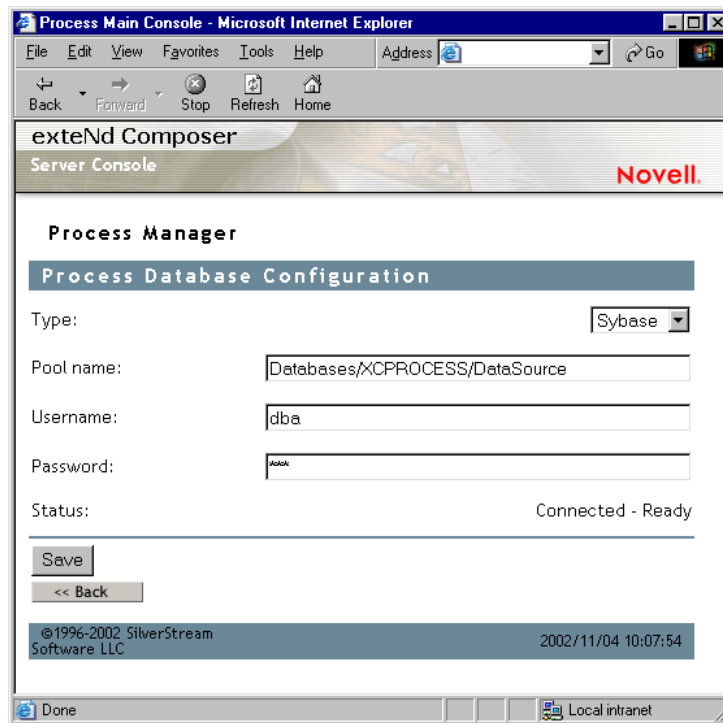 Process Main Console - Microsoft Internet Explorer
File Edit View Favorites Tools Help Address Go
Back Forward Stop Refresh Home
exteNd Composer
Server Console
Novell.
Process Manager
Process Database Configuration
Type: Sybase
Pool name: Databases/XCPROCESS/DataSource
Username: dba
Password: ***
Status: Connected - Ready
Save
<< Back
©1996-2002 SilverStream
Software LLC 2002/11/04 10:07:54
Done Local intranet